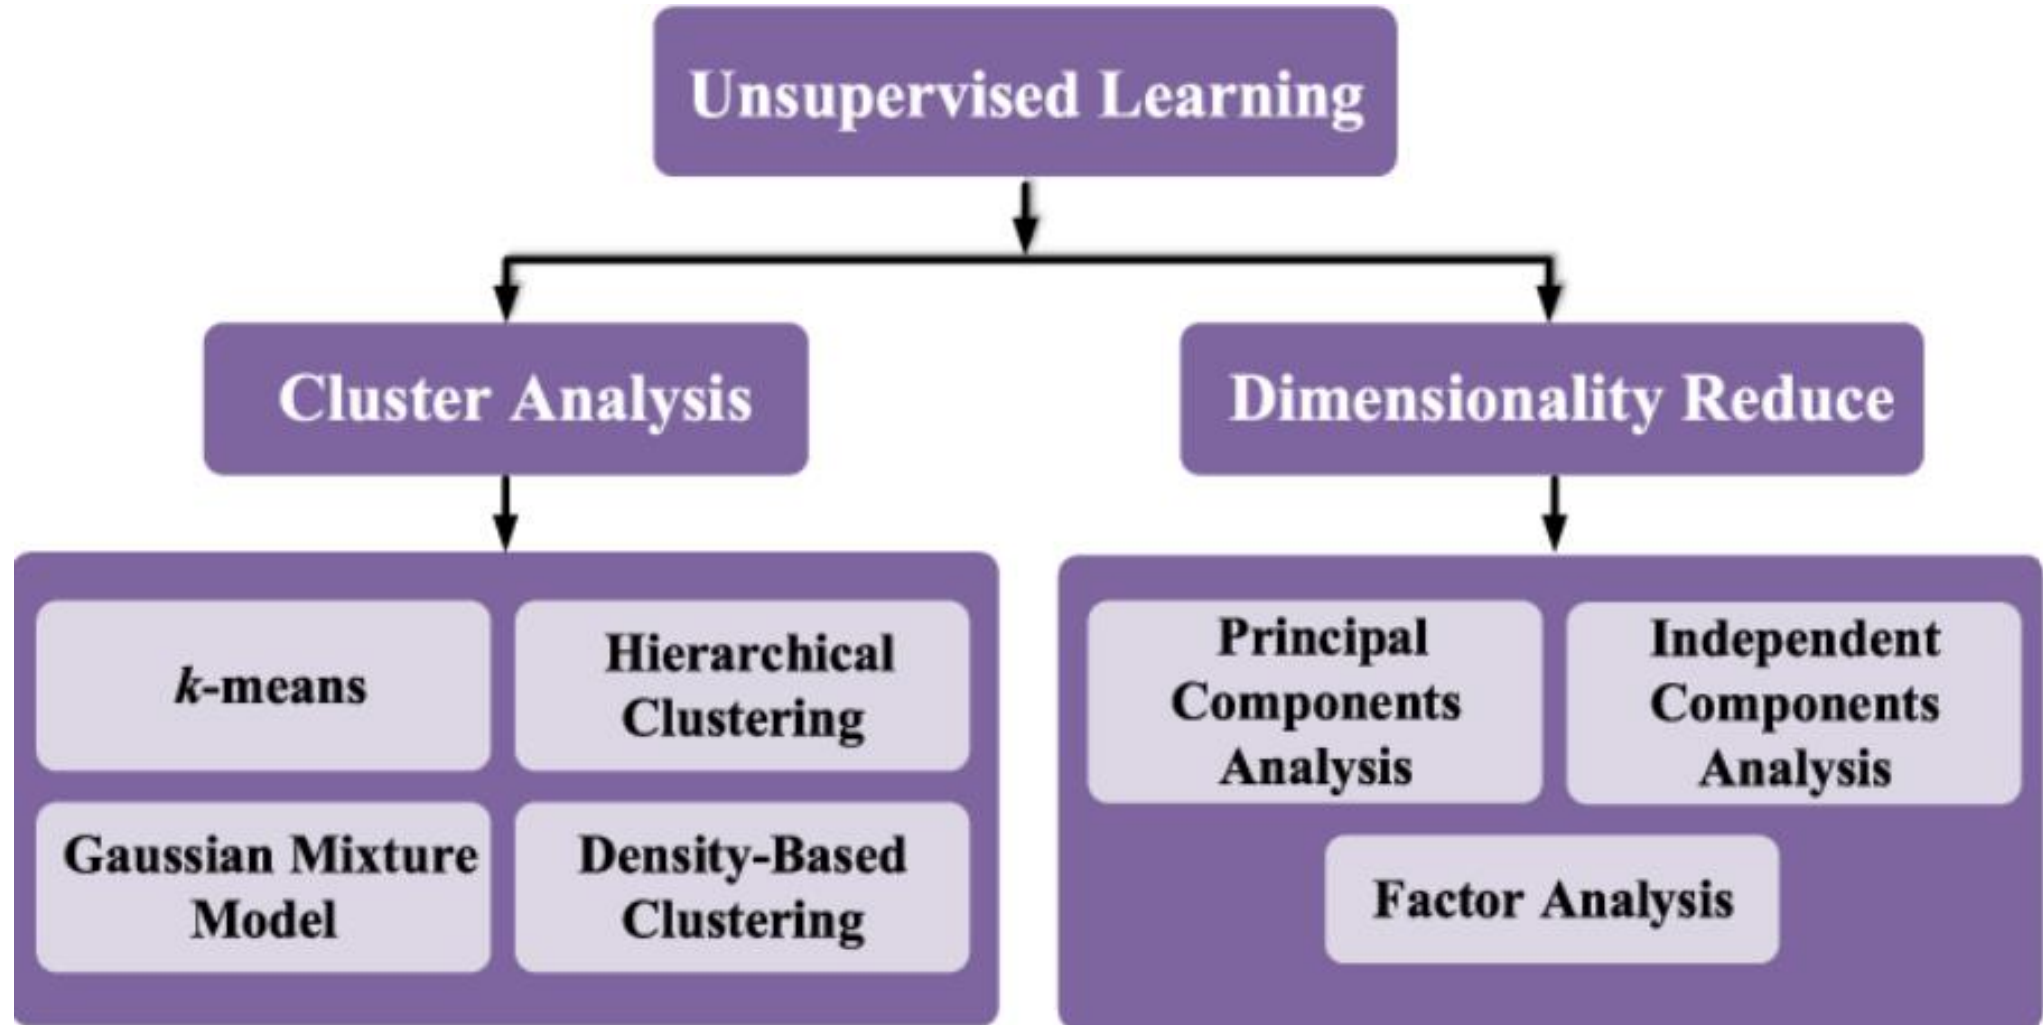 Unsupervised Learning
Cluster Analysis
Dimensionality Reduce
k-means
Hierarchical
Clustering
Gaussian Mixture
Model
Density-Based
Clustering
Principal
Components
Analysis
Independent
Components
Analysis
Factor Analysis